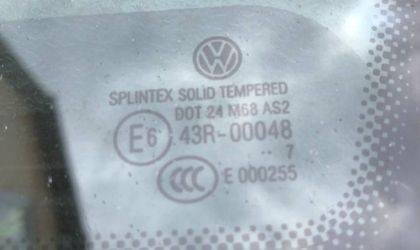 SPLINTEX SOLID TEMPERED
DOT 24 M68 AS2
E6 43R-00048
.. 7
CCC E 000255